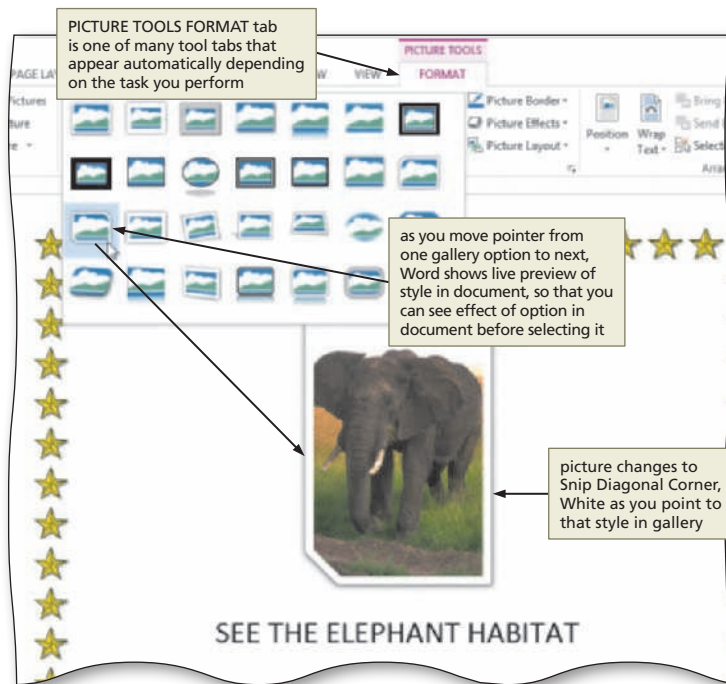 PICTURE TOOLS FORMAT tab
is one of many tool tabs that
appear automatically depending
on the task you perform
PICTURE TOOLS
PAGE LA
VIEW
FORMAT
Pictures
Picture Border
Bring
Picture Effects
Position
Wrap
Text
Send
Picture Layout
Select
as you move pointer from
one gallery option to next,
Word shows live preview of
style in document, so that you
can see effect of option in
document before selecting it
picture changes to
Snip Diagonal Corner,
White as you point to
that style in gallery
SEE THE ELEPHANT HABITAT